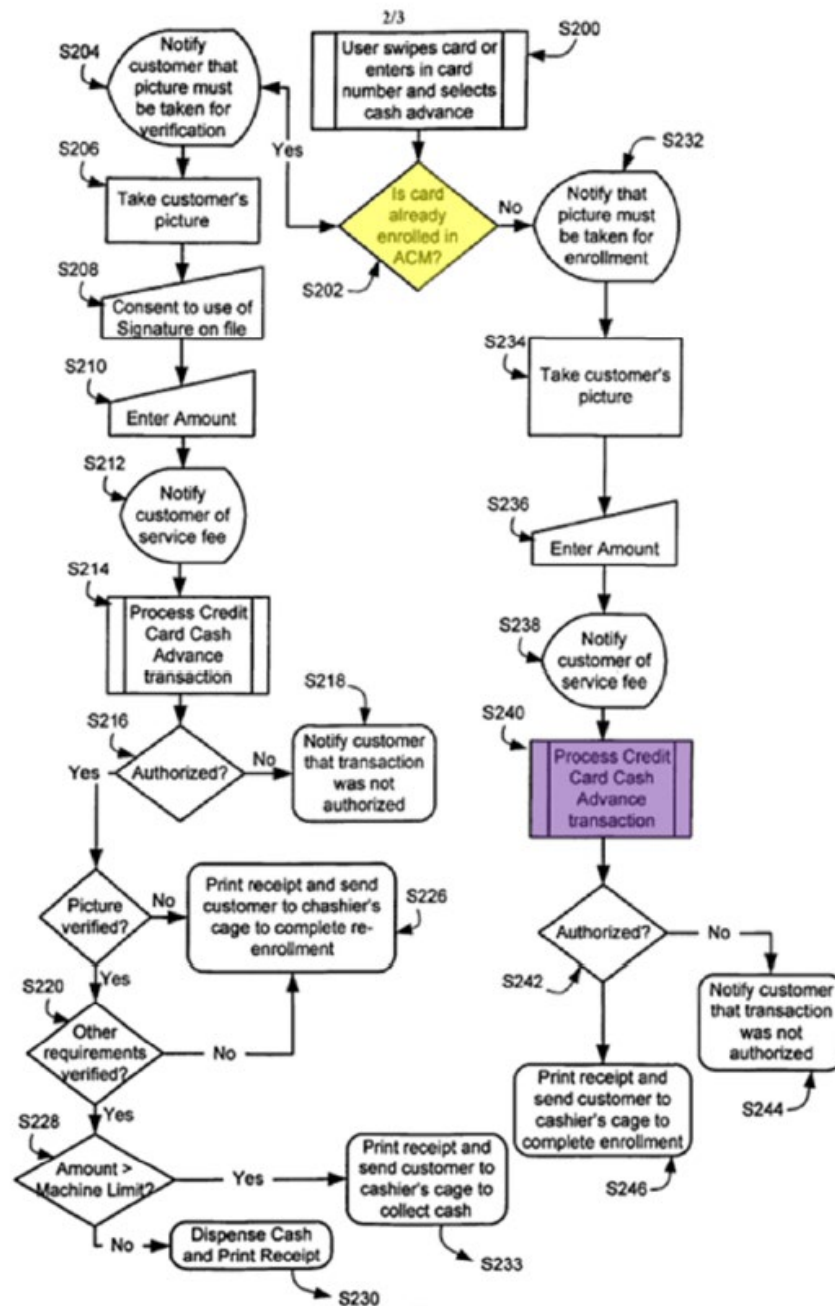 2/3
S200
User swipes card or
enters in card
number and selects
cash advance
S204
Notify
customer that
picture must
be taken for
verification
Yes
S206
Take customer's
picture
S202
Is card
already
enrolled in
ACM?
No
S232
Notify that
picture must
be taken for
enrollment
S208
Consent to use of
Signature on file
S210
Enter Amount
S212
Notify
customer of
service fee
S214
Process Credit
Card Cash
Advance
transaction
S216
Authorized?
Yes
No
S218
Notify customer
that transaction
was not
authorized
Picture
verified?
No
Yes
Print receipt and send
customer to chashier's
cage to complete re-
enrollment
S226
S220
Other
requirements
verified?
No
Yes
S228
Amount >
Machine Limit?
Yes
Print receipt and
send customer to
cashier's cage to
collect cash
S233
No
Dispense Cash
and Print Receipt
S230
S234
Take customer's
picture
S236
Enter Amount
S238
Notify
customer of
service fee
S240
Process Credit
Card Cash
Advance
transaction
Authorized?
S242
No
Notify customer
that transaction
was not
authorized
S244
Print receipt and
send customer to
cashier's cage to
complete enrollment
S246